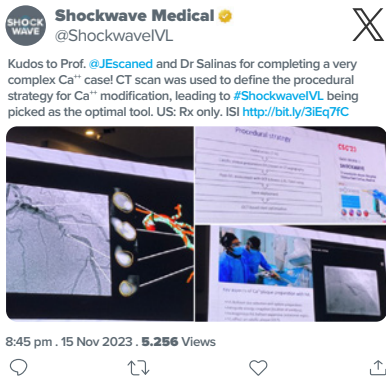 SHOCK
WAVE
Shockwave Medical
@ShockwaveIVL
Kudos to Prof. @JEscaned and Dr Salinas for completing a very
complex Ca⁺⁺ case! CT scan was used to define the procedural
strategy for Ca⁺⁺ modification, leading to #ShockwaveIVL being
picked as the optimal tool. US: Rx only. ISI http://bit.ly/3iEq7fC
Procedural strategy
8:45 pm . 15 Nov 2023 . 5.256 Views